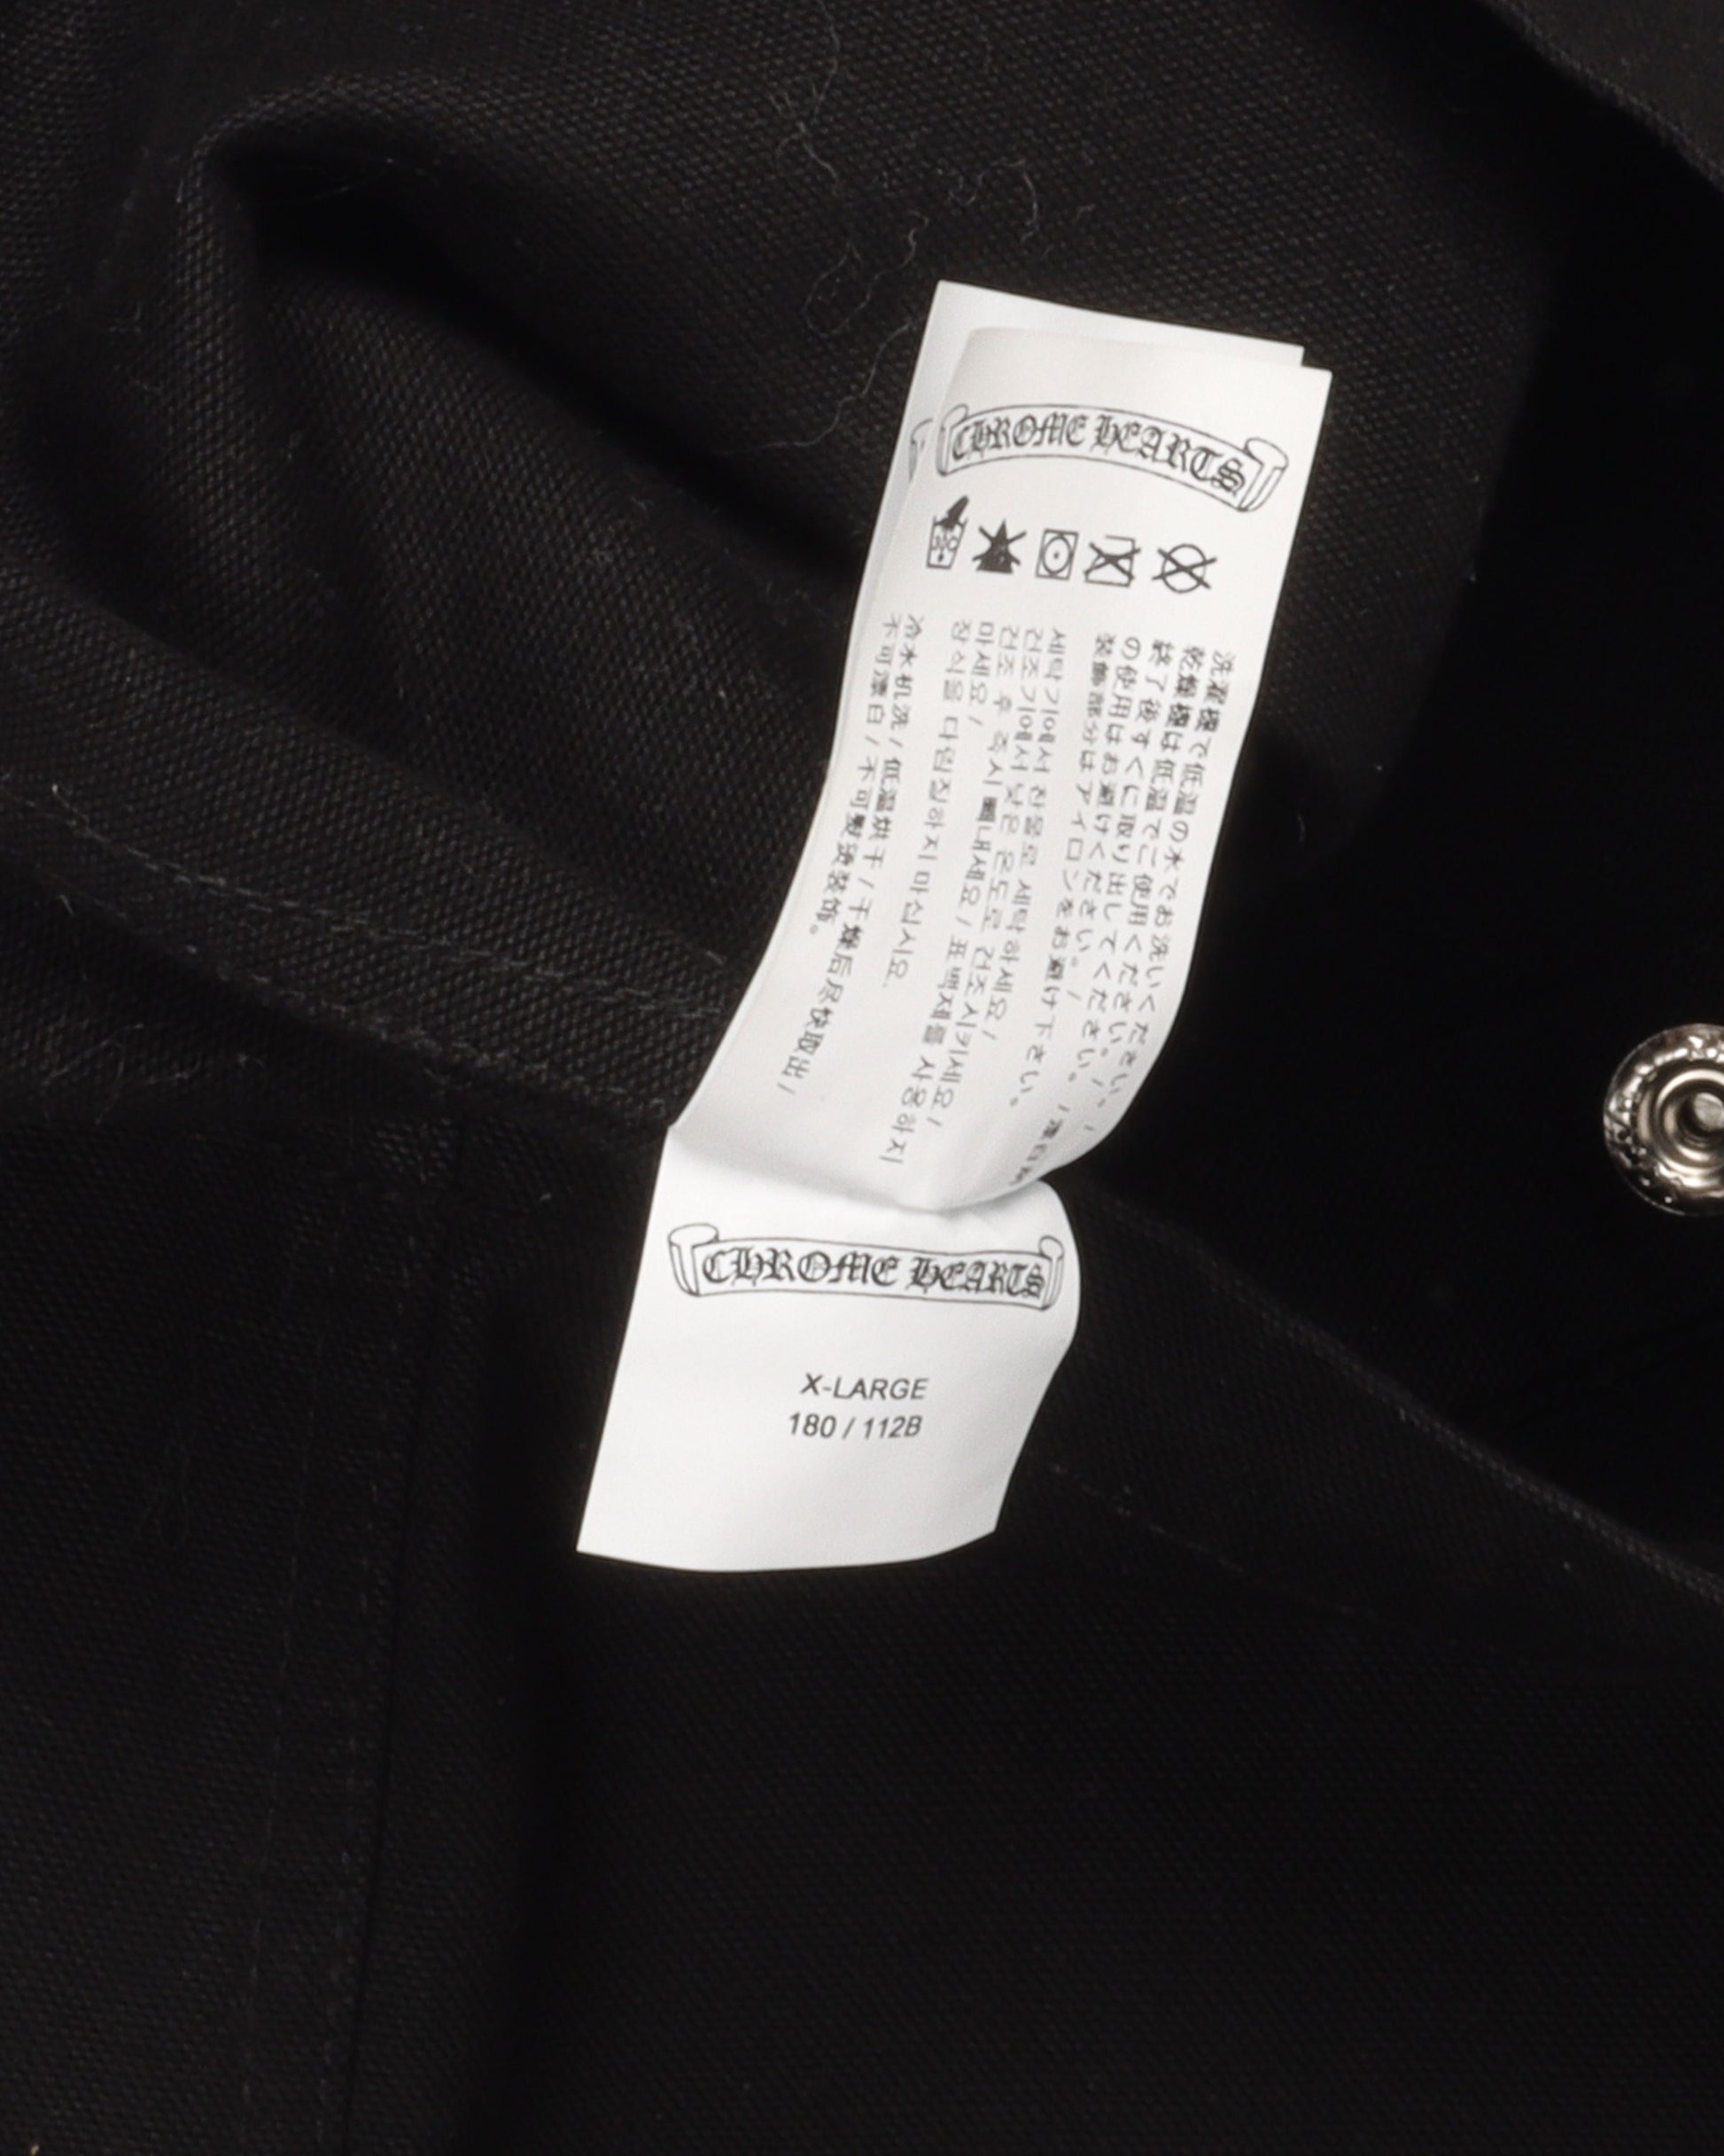 CHROME HEARTS
洗濯機で低温の水でお洗いください。/
乾燥機は低温でご使用ください。/
終了後すぐに取り出してください。/漂白剤
の使用はお避けください。/
装飾部分はアイロンをお避け下さい。
세탁기에서 찬물로 세탁하세요/
건조기에서 낮은 온도로 건조시키세요/
건조 후 즉시 빼내세요/표백제를 사용하지
마세요/
장식을 다림질하지 마십시오.
冷水机洗/低温烘干/干燥后尽快取出/
不可漂白/不可熨烫装饰。
CHROME HEARTS
X-LARGE
180 / 112B